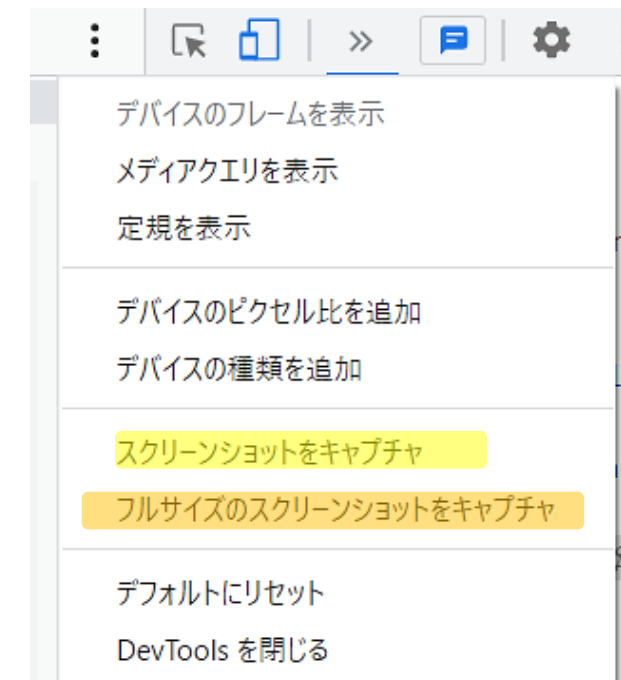 デバイスのフレームを表示
メディアクエリを表示
定規を表示
デバイスのピクセル比を追加
デバイスの種類を追加
スクリーンショットをキャプチャ
フルサイズのスクリーンショットをキャプチャ
デフォルトにリセット
DevTools を閉じる